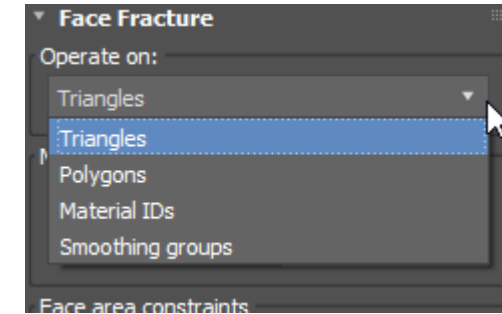 Face Fracture
Operate on:
Triangles
Triangles
Polygons
Material IDs
Smoothing groups
Face area constraints